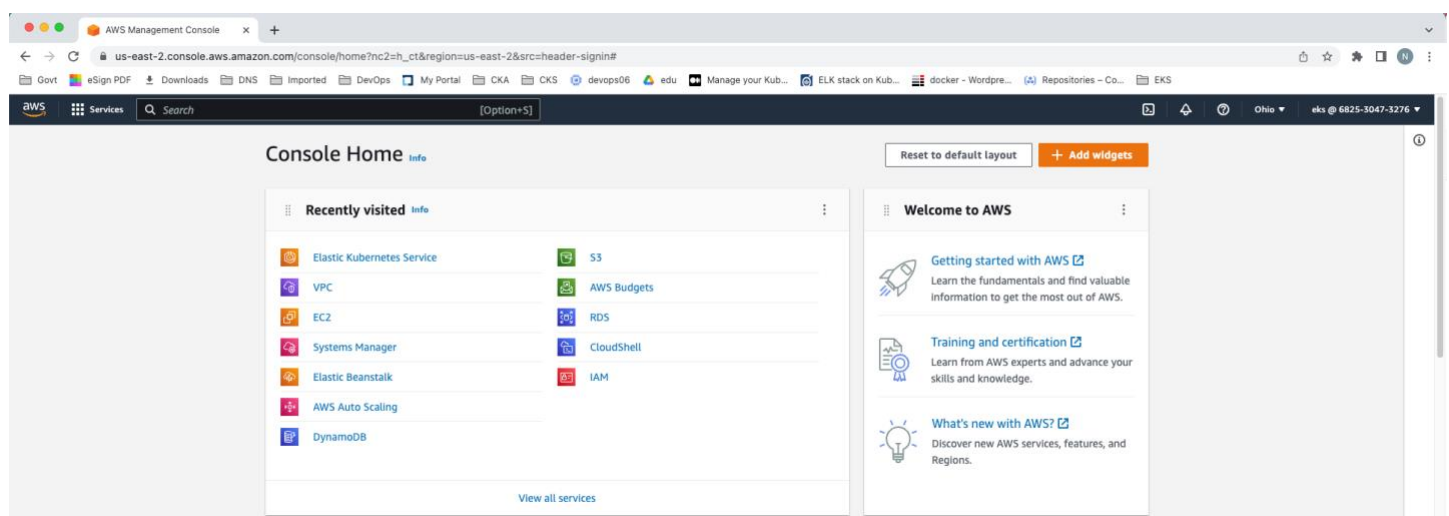 AWS Management Console
us-east-2.console.aws.amazon.com/console/home?nc2=h_ct&region=us-east-2&src=header-signin#
Govt eSign PDF Downloads DNS Imported DevOps My Portal CKA CKS devops06 edu Manage your Kub... ELK stack on Kub... docker - Wordpre... Repositories – Co... EKS
aws Services Search [Option+S] Ohio eks @ 6825-3047-3276
Console Home Info
Reset to default layout
+ Add widgets
Recently visited Info
Elastic Kubernetes Service
VPC
EC2
Systems Manager
Elastic Beanstalk
AWS Auto Scaling
DynamoDB
S3
AWS Budgets
RDS
CloudShell
IAM
View all services
Welcome to AWS
Getting started with AWS
Learn the fundamentals and find valuable
information to get the most out of AWS.
Training and certification
Learn from AWS experts and advance your
skills and knowledge.
What's new with AWS?
Discover new AWS services, features, and
Regions.